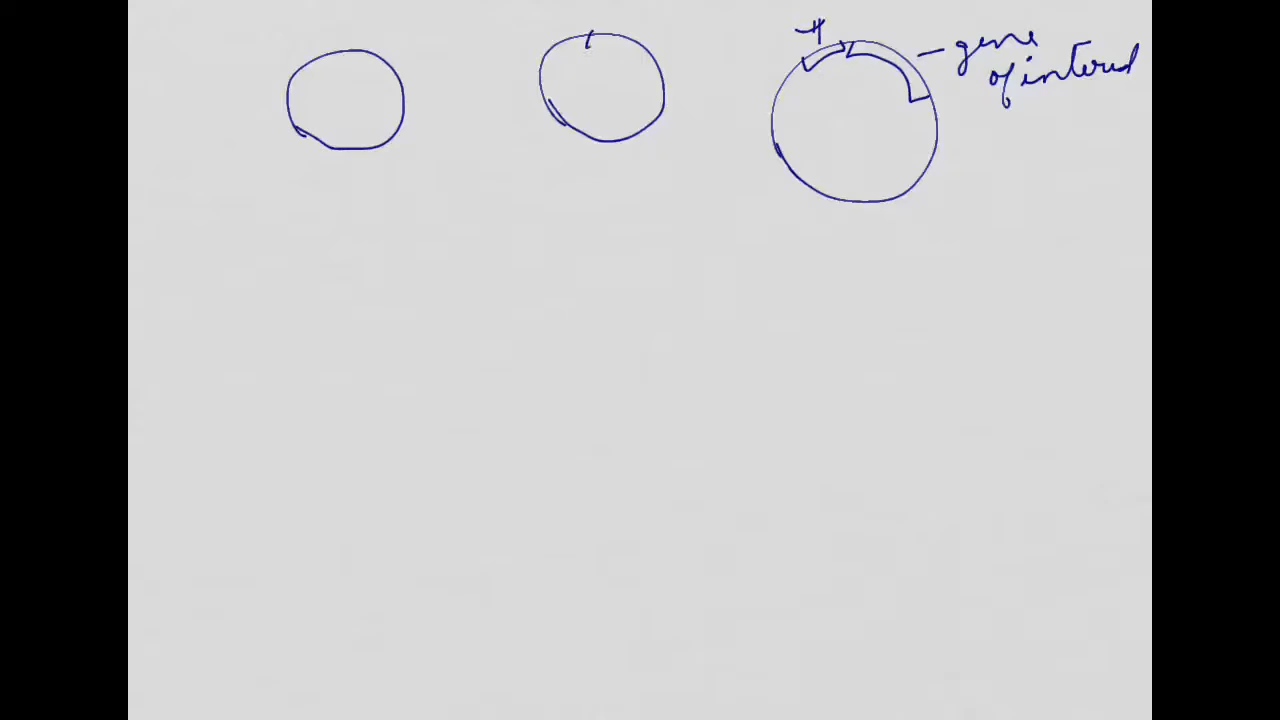 gene
of interest